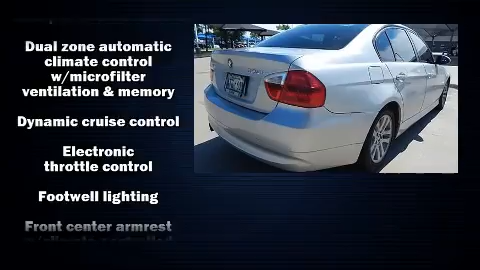 Dual zone automatic
climate control
w/microfilter
ventilation & memory
Dynamic cruise control
Electronic
throttle control
Footwell lighting
Front center armrest